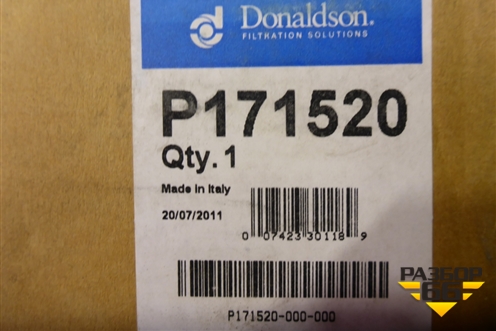 Donaldson.
FILTRATION SOLUTIONS
P171520
Qty. 1
Made in Italy
20/07/2011
0 07423 30118 9
P171520-000-000
РАЗБОР
66